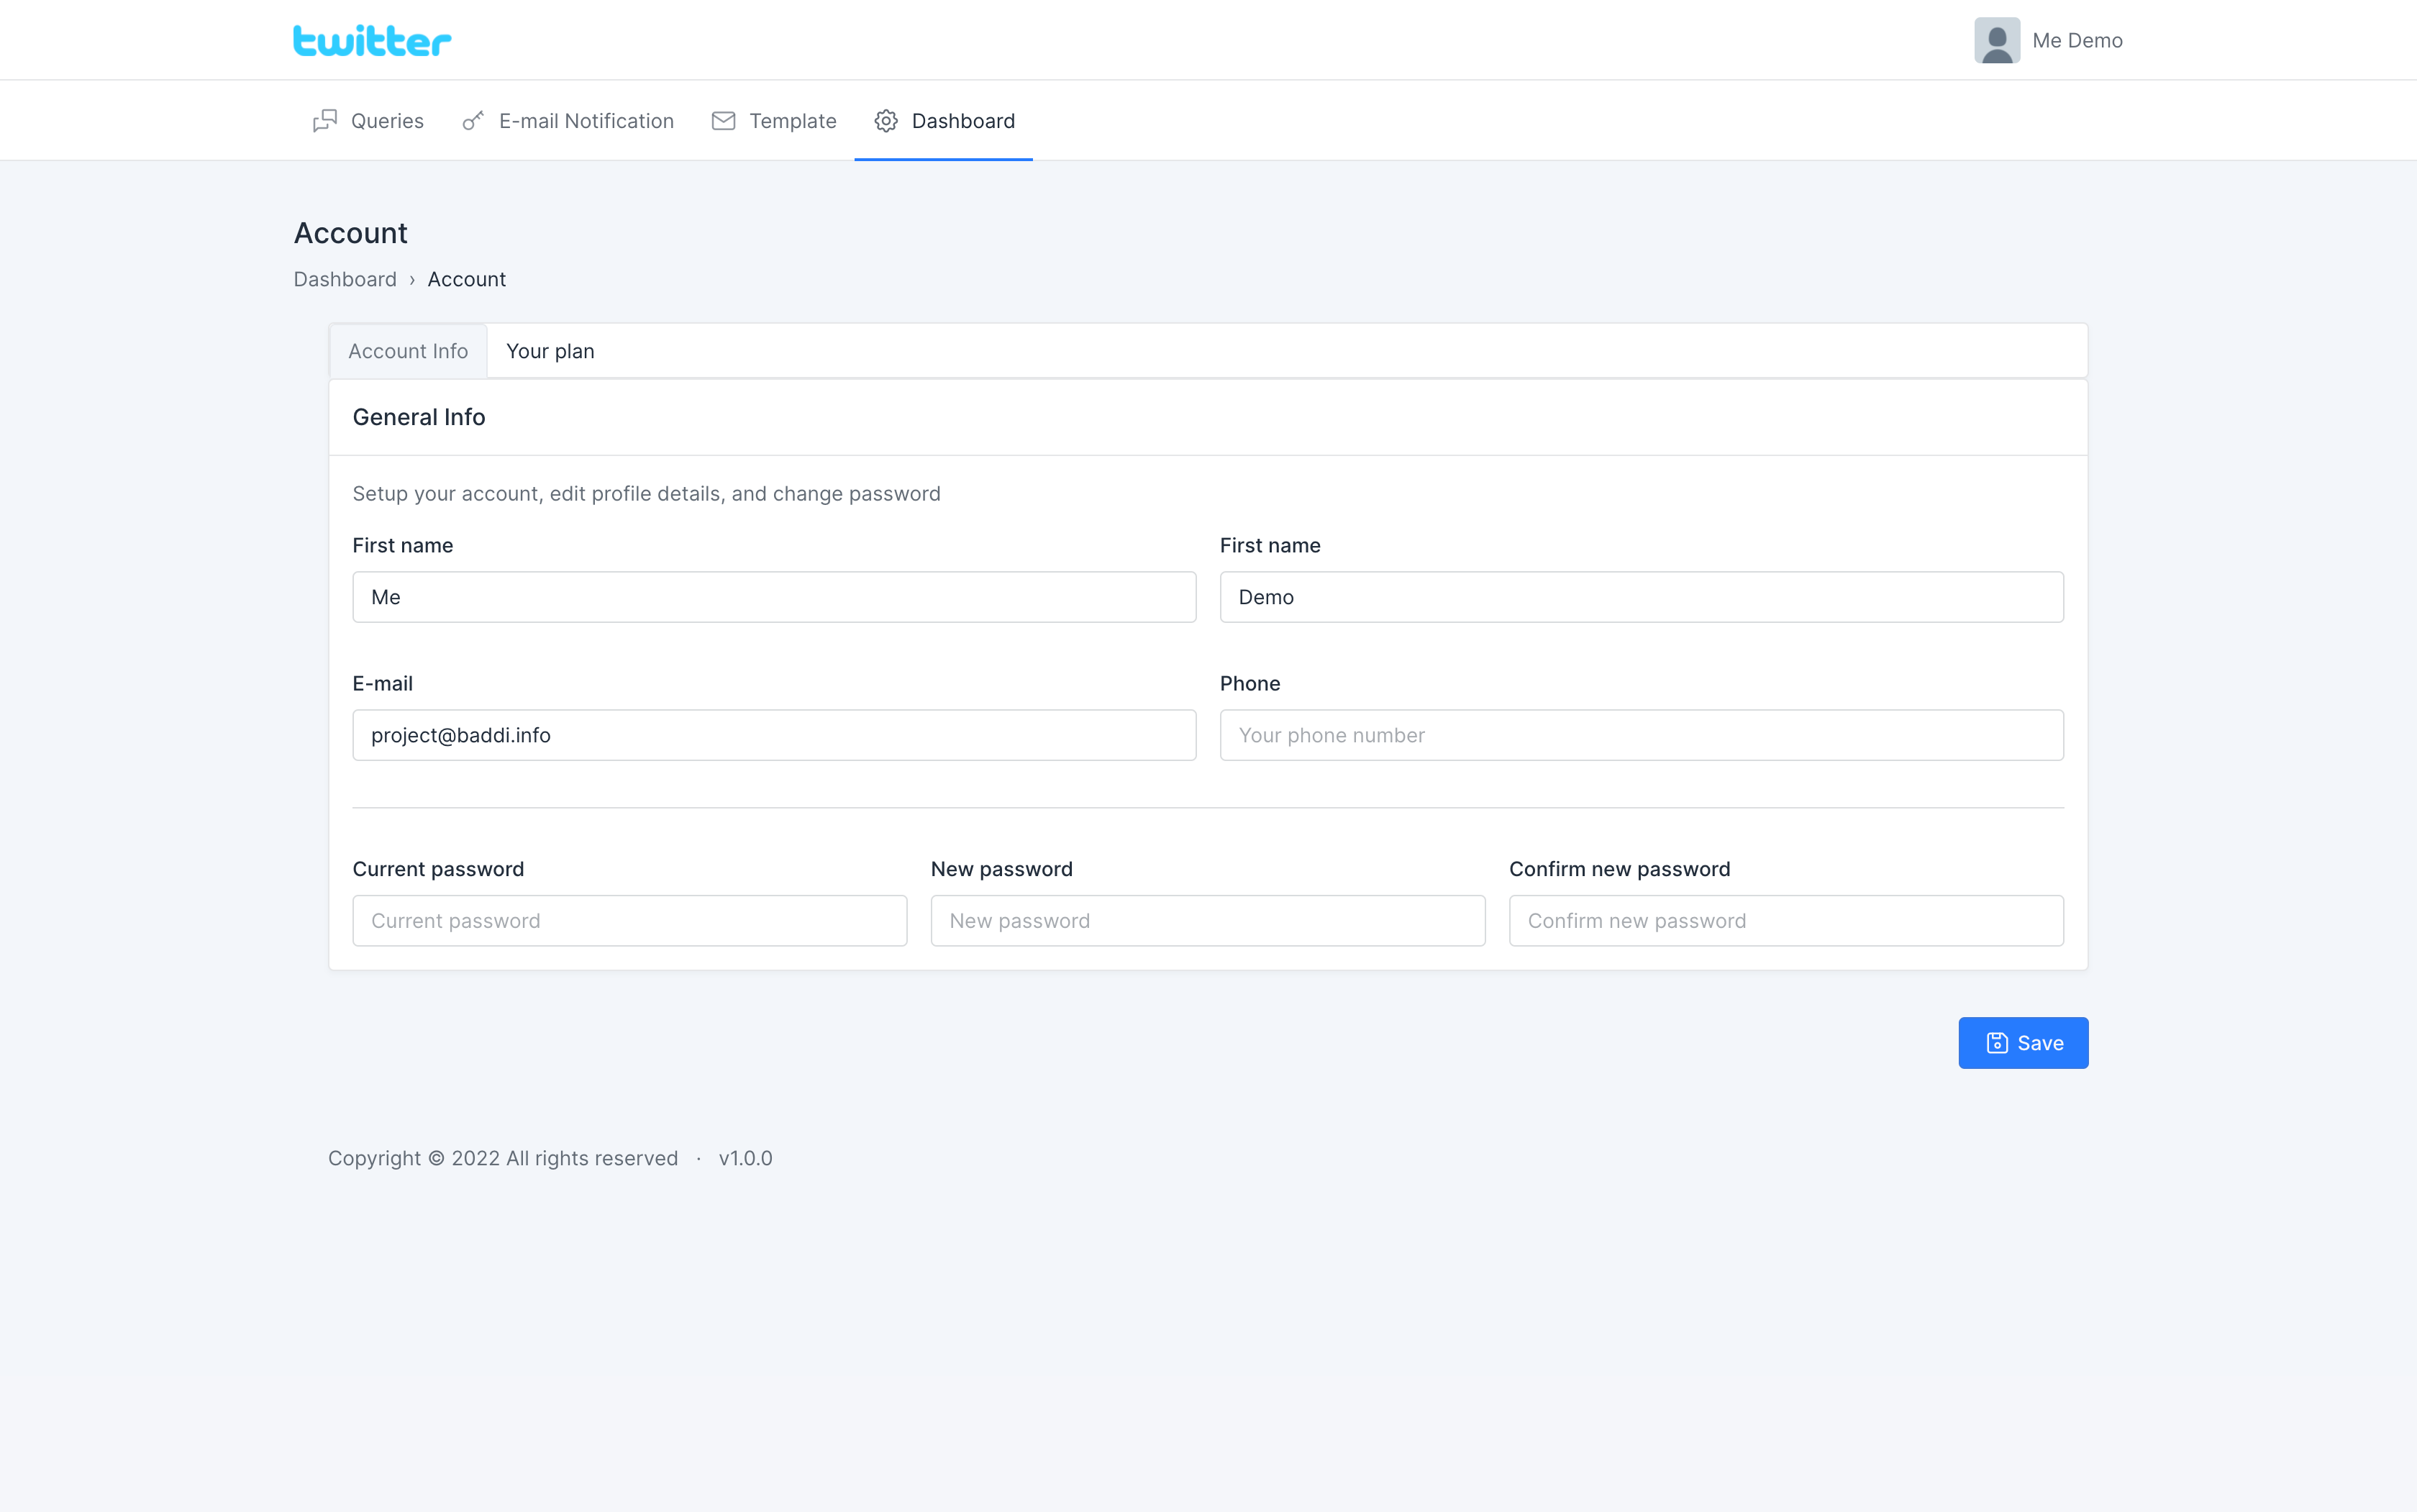 twitter
Me Demo
Queries E-mail Notification Template Dashboard
Account
Dashboard › Account
Account Info Your plan
General Info
Setup your account, edit profile details, and change password
First name First name
Me Demo
E-mail Phone
project@baddi.info Your phone number
Current password New password Confirm new password
Current password New password Confirm new password
Save
Copyright © 2022 All rights reserved · v1.0.0